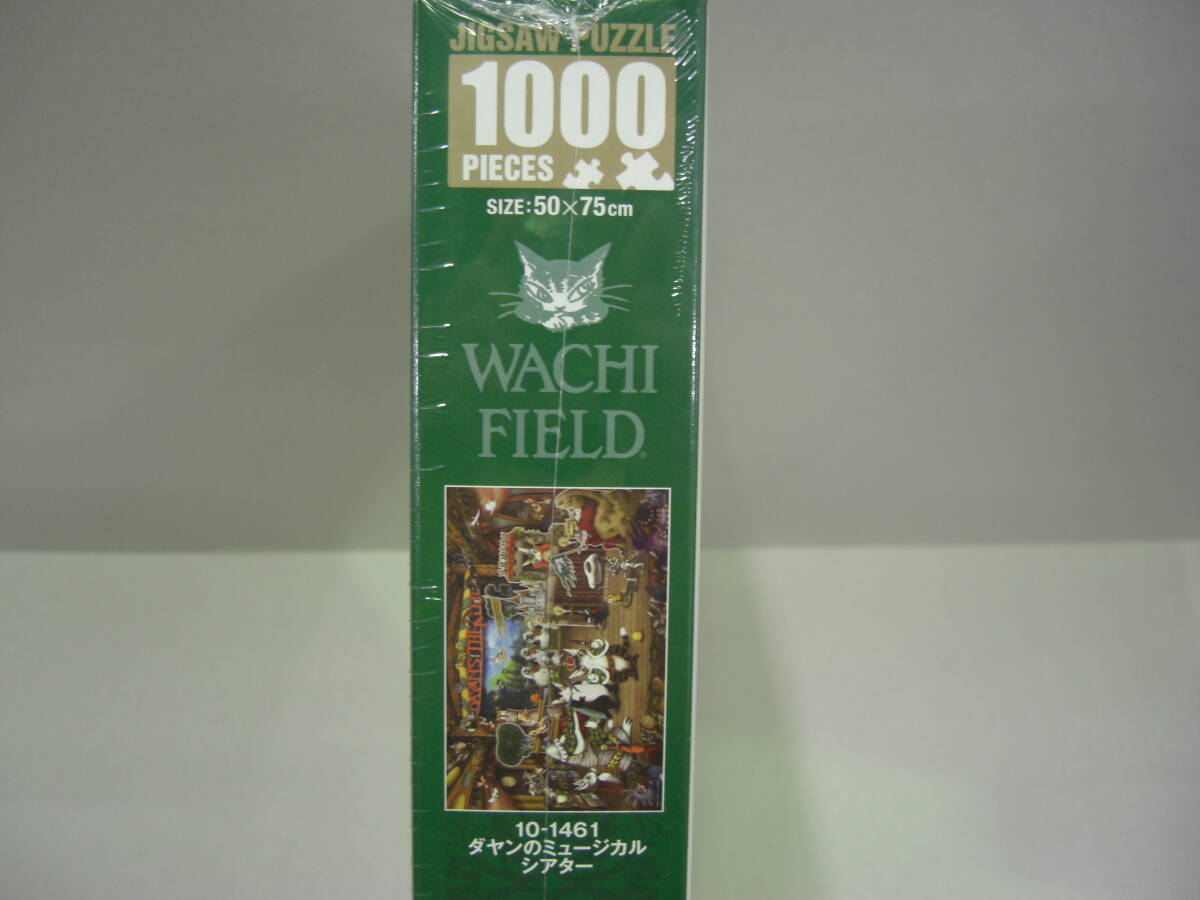 JIGSAW PUZZLE
1000
PIECES
SIZE:50×75cm
WACHI
FIELD®
10-1461
ダヤンのミュージカル
シアター